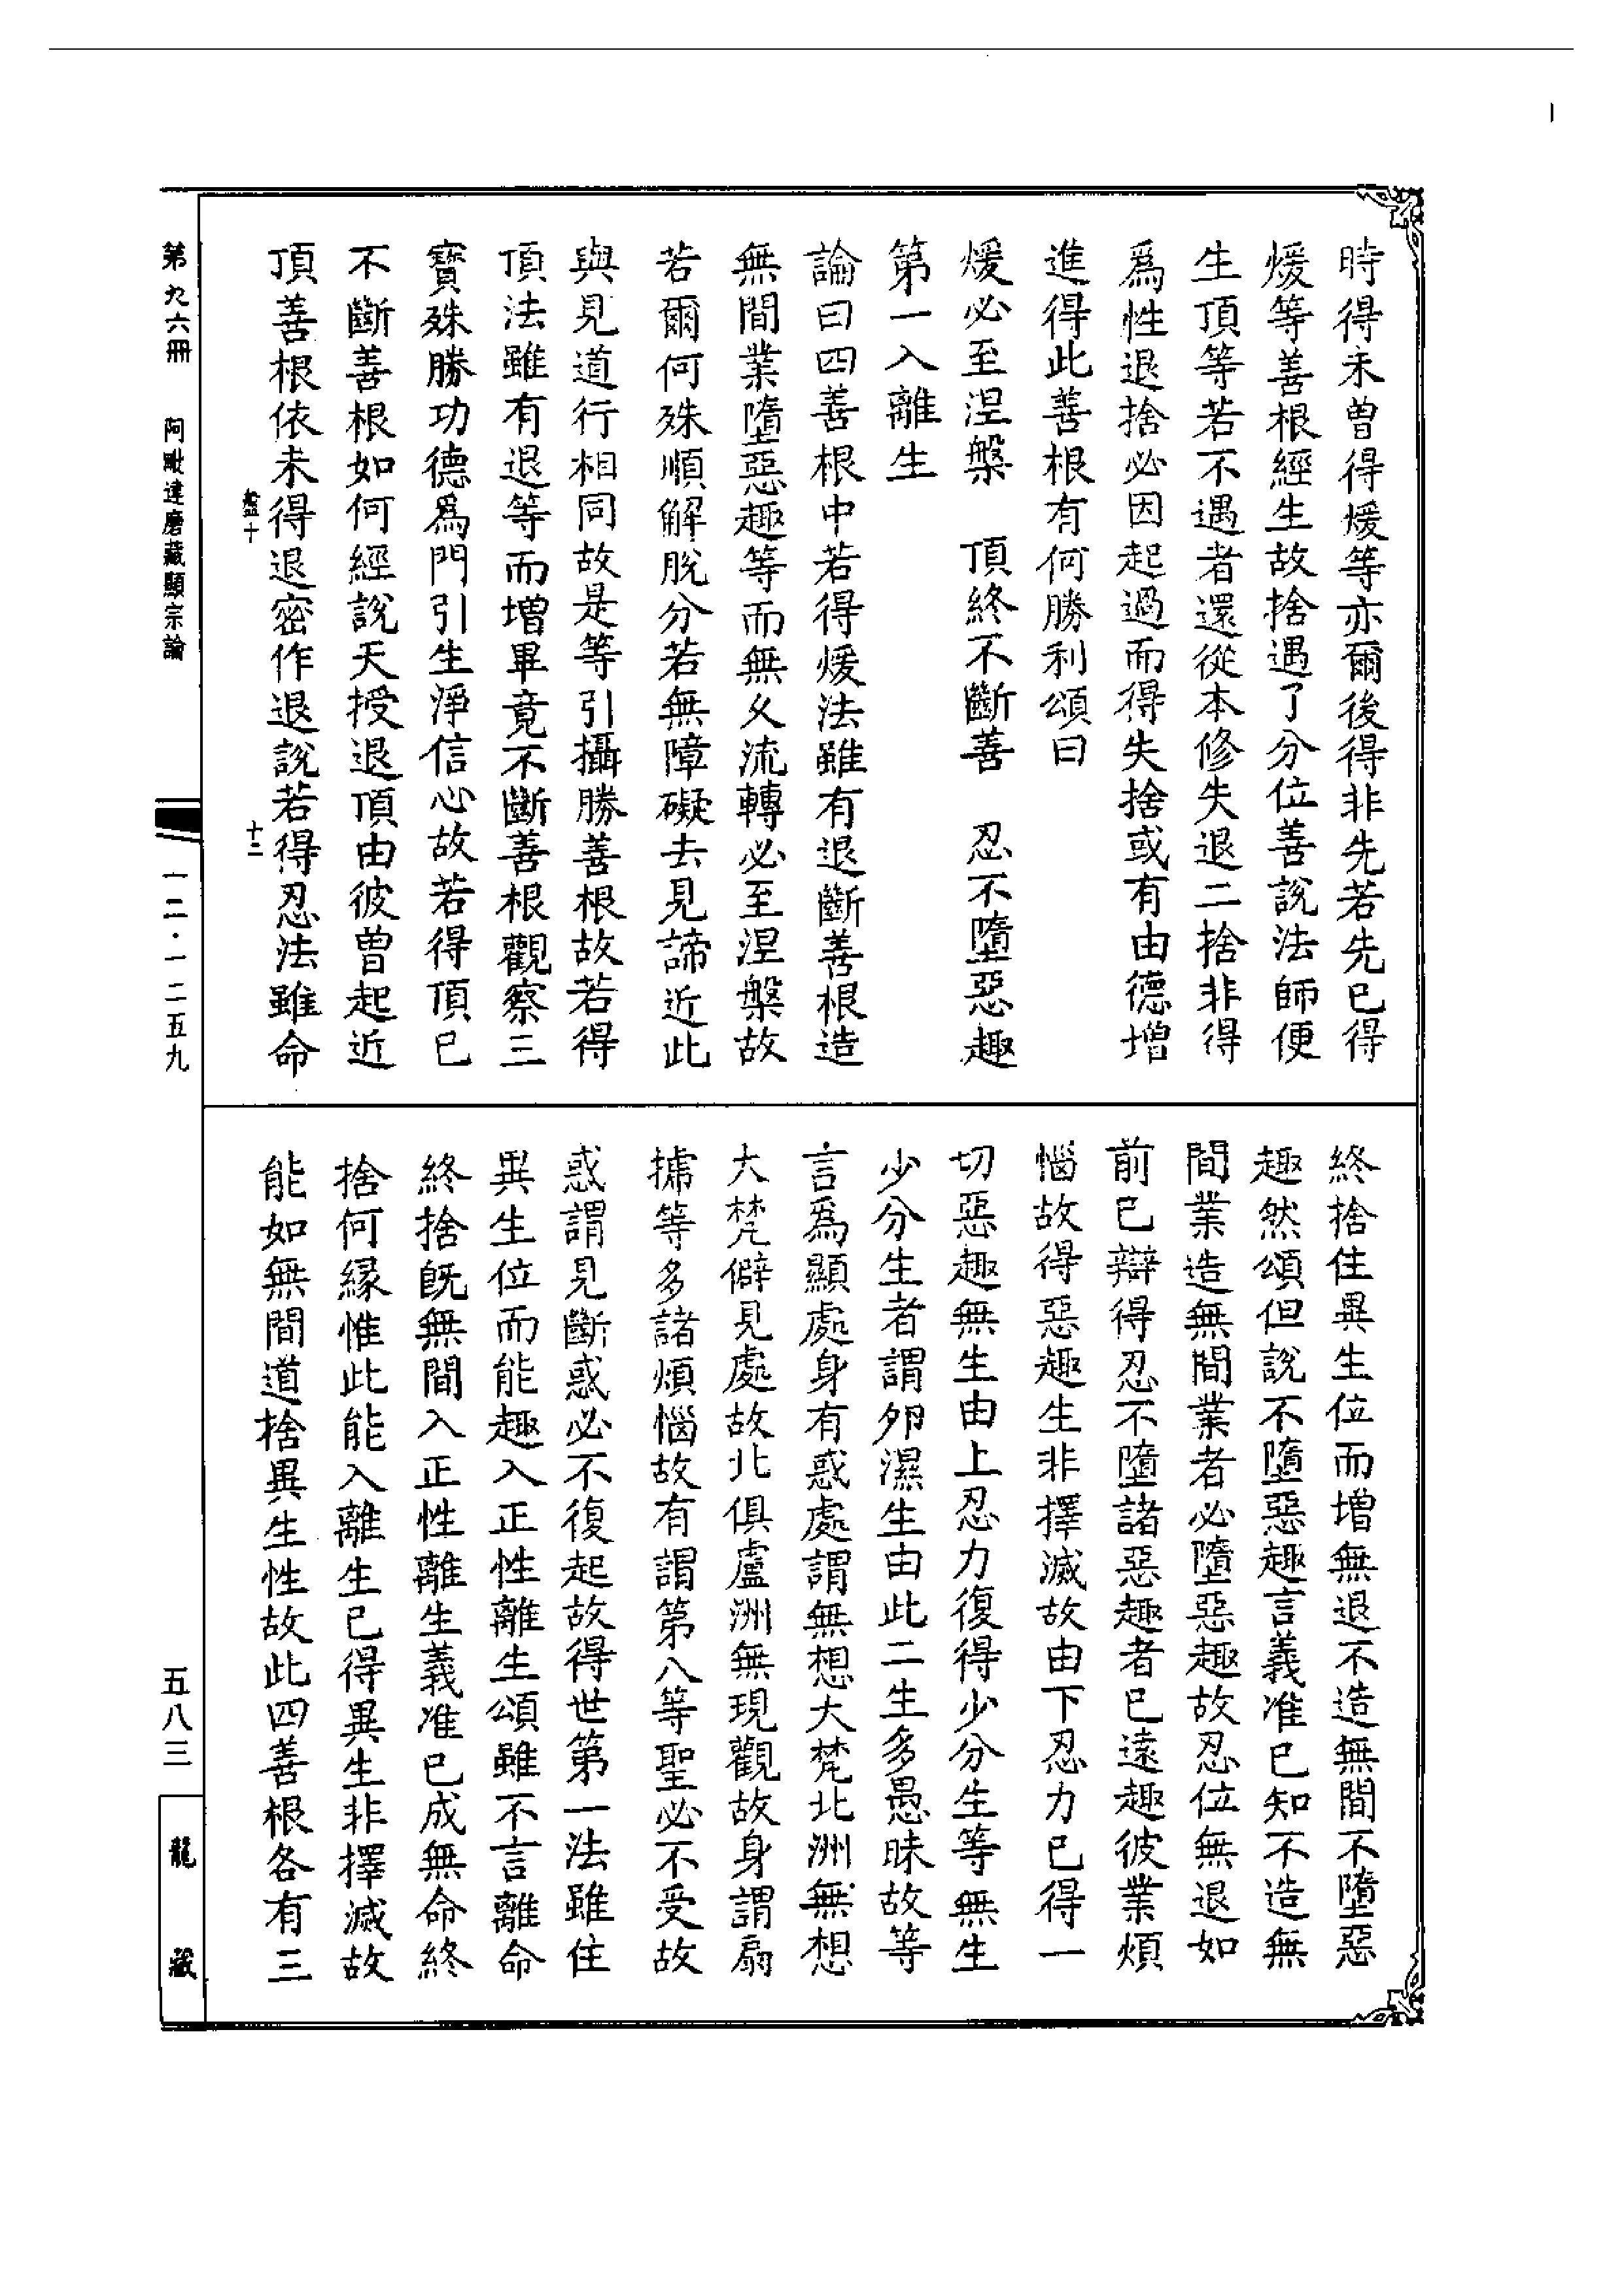 時得未曾得煖等亦爾後得非先若先已得
煖等善根經生故捨遇了分位善說法師便
生頂等若不遇者還從本修失退二捨非得
爲性退捨必因起過而得失捨或有由德增
進得此善根有何勝利頌曰
煖必至涅槃　頂終不斷善　忍不墮惡趣
第一入離生
論曰四善根中若得煖法雖有退斷善根造
無間業墮惡趣等而無久流轉必至涅槃故
若爾何殊順解脫分若無障礙去見諦近此
與見道行相同故是等引攝勝善根故若得
頂法雖有退等而增畢竟不斷善根觀察三
寶殊勝功德爲門引生淨信心故若得頂已
不斷善根如何經說天授退頂由彼曾起近
頂善根依未得退密作退說若得忍法雖命
終捨住異生位而增無退不造無間不墮惡
趣然頌但說不墮惡趣言義准已知不造無
間業造無間業者必墮惡趣故忍位無退如
前已辯得忍不墮諸惡趣者已遠趣彼業煩
惱故得惡趣生非擇滅故由下忍力已得一
切惡趣無生由上忍力復得少分生等無生
少分生者謂卵濕生由此二生多愚昧故等
言爲顯處身有惑處謂無想大梵北洲無想
大梵僻見處故北俱盧洲無現觀故身謂扇
搋等多諸煩惱故有謂第八等聖必不受故
惑謂見斷惑必不復起故得世第一法雖住
異生位而能趣入正性離生頌雖不言離命
終捨旣無間入正性離生義准已成無命終
捨何緣惟此能入離生已得異生非擇滅故
能如無間道捨異生性故此四善根各有三
第九六冊　阿毗達磨藏顯宗論
盤十　十二
一二·一二五九
五八三
龍藏